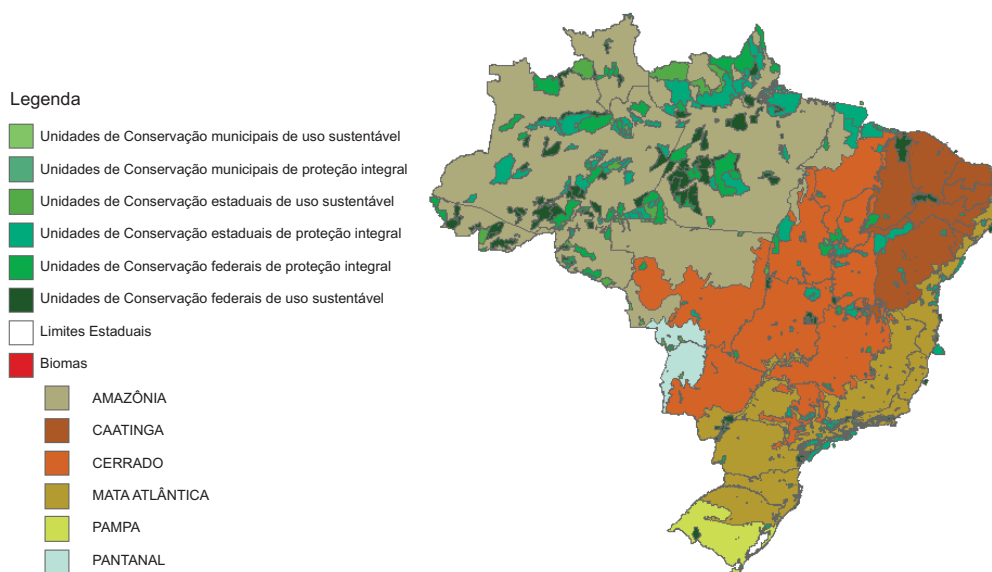 Legenda
Unidades de Conservação municipais de uso sustentável
Unidades de Conservação municipais de proteção integral
Unidades de Conservação estaduais de uso sustentável
Unidades de Conservação estaduais de proteção integral
Unidades de Conservação federais de proteção integral
Unidades de Conservação federais de uso sustentável
Limites Estaduais
Biomas
AMAZÔNIA
CAATINGA
CERRADO
MATA ATLÂNTICA
PAMPA
PANTANAL